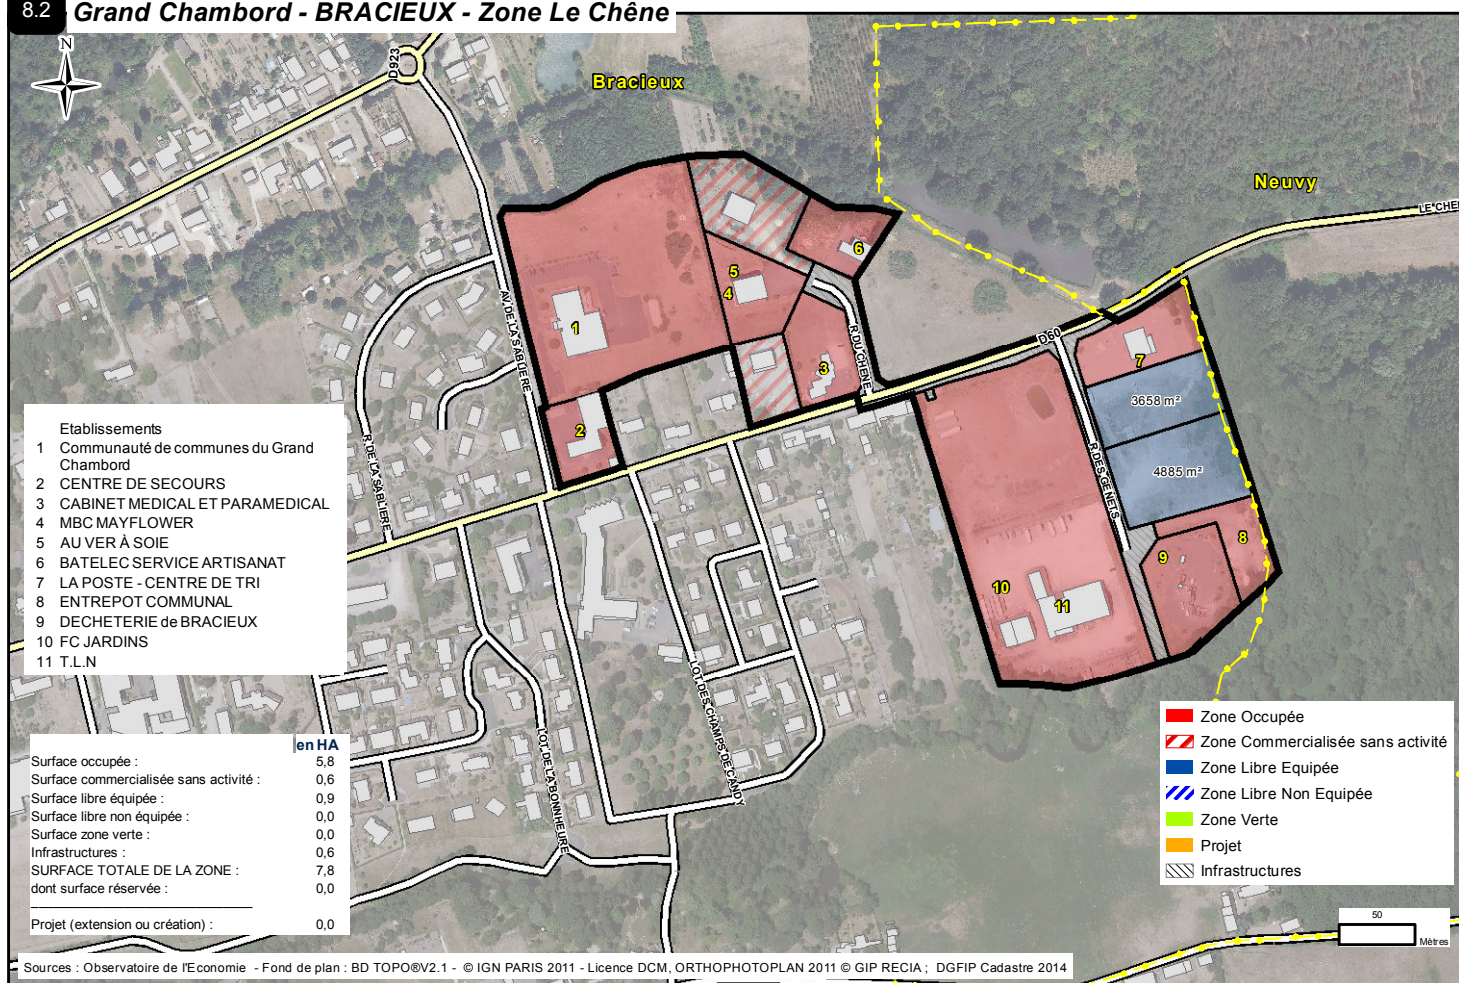 8.2 Grand Chambord - BRACIEUX - Zone Le Chêne
N
D923
Bracieux
Neuvy
LE CHE
AV. DE LA SABLIERE
R. DE LA SABLIERE
R DU CHENE
D60
R. DES GENETS
LOT. DES CHAMPS DE CANDY
LOT. DE LA BONNHEURE
1
2
3
4
5
6
7
8
9
10
11
3658 m²
4885 m²
Etablissements
1 Communauté de communes du Grand
Chambord
2 CENTRE DE SECOURS
3 CABINET MEDICAL ET PARAMEDICAL
4 MBC MAYFLOWER
5 AU VER À SOIE
6 BATELEC SERVICE ARTISANAT
7 LA POSTE - CENTRE DE TRI
8 ENTREPOT COMMUNAL
9 DECHETERIE de BRACIEUX
10 FC JARDINS
11 T.L.N
en HA
Surface occupée : 5,8
Surface commercialisée sans activité : 0,6
Surface libre équipée : 0,9
Surface libre non équipée : 0,0
Surface zone verte : 0,0
Infrastructures : 0,6
SURFACE TOTALE DE LA ZONE : 7,8
dont surface réservée : 0,0
Projet (extension ou création) : 0,0
Zone Occupée
Zone Commercialisée sans activité
Zone Libre Equipée
Zone Libre Non Equipée
Zone Verte
Projet
Infrastructures
50
Mètres
Sources : Observatoire de l'Economie - Fond de plan : BD TOPO®V2.1 - © IGN PARIS 2011 - Licence DCM, ORTHOPHOTOPLAN 2011 © GIP RECIA ; DGFIP Cadastre 2014